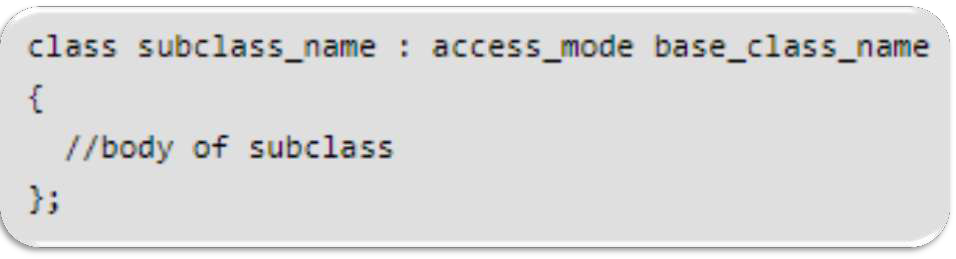 class subclass_name : access_mode base_class_name
{
  //body of subclass
};